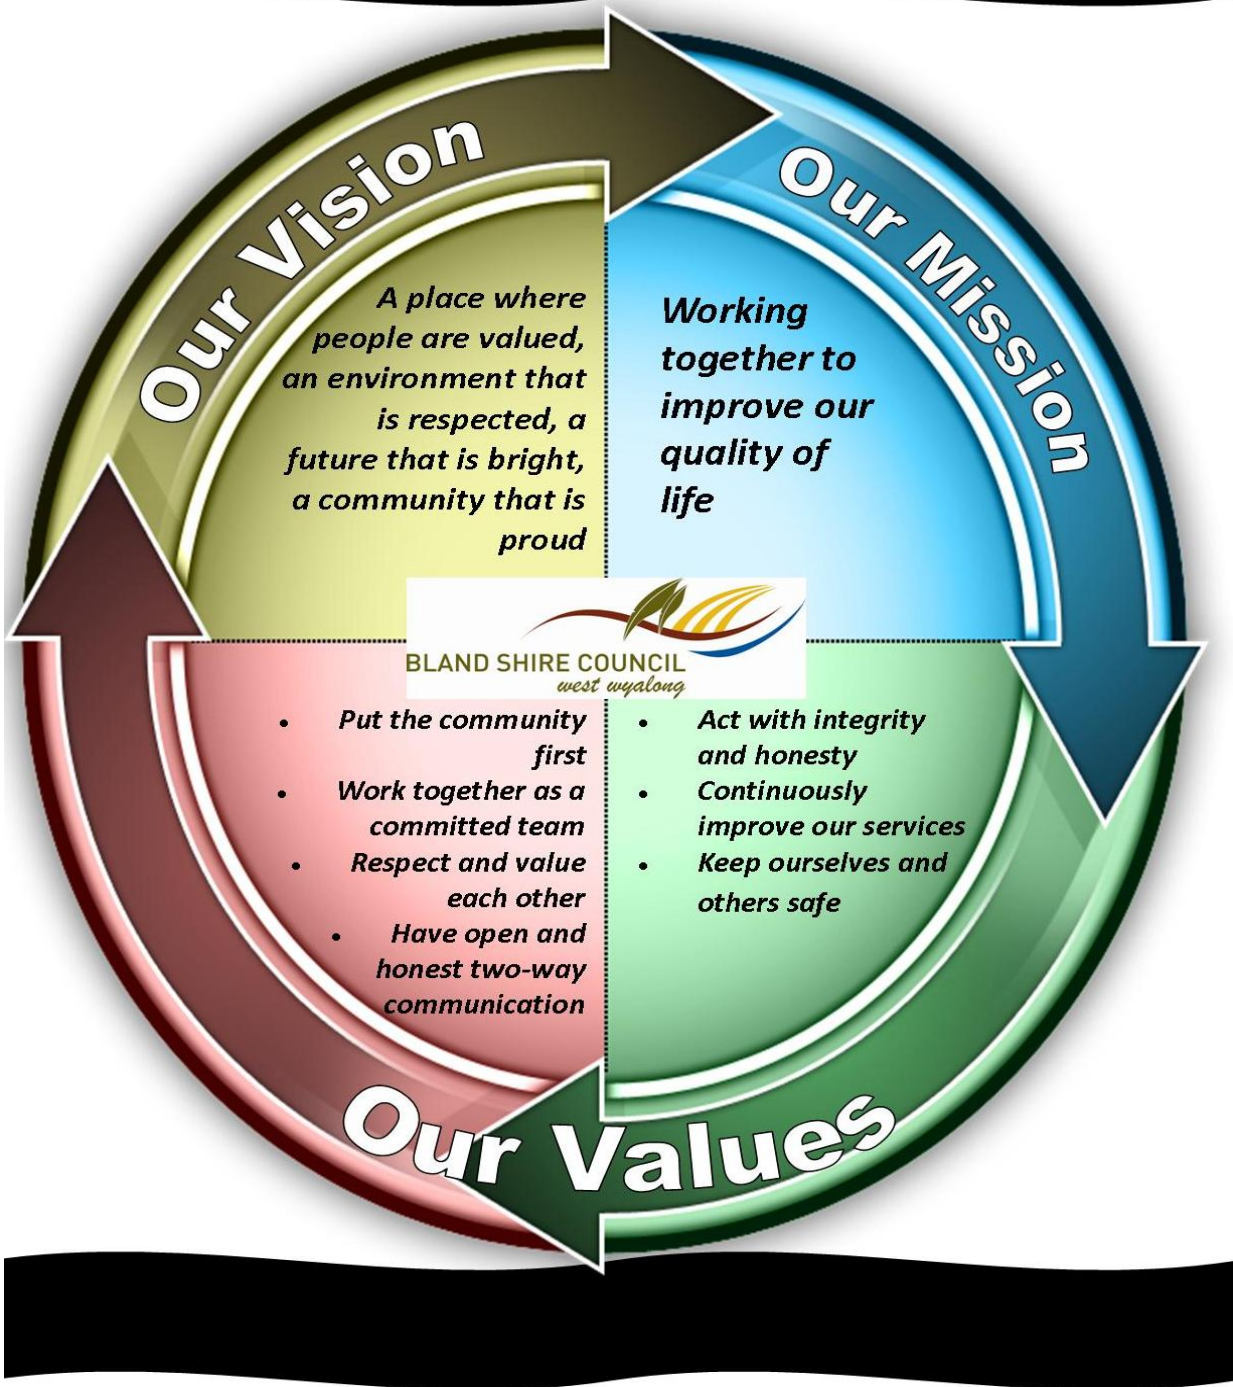 Our Vision
A place where
people are valued,
an environment that
is respected, a
future that is bright,
a community that is
proud
Our Mission
Working
together to
improve our
quality of
life
BLAND SHIRE COUNCIL
west wyalong
• Put the community
first
• Work together as a
committed team
• Respect and value
each other
• Have open and
honest two-way
communication
• Act with integrity
and honesty
• Continuously
improve our services
• Keep ourselves and
others safe
Our Values